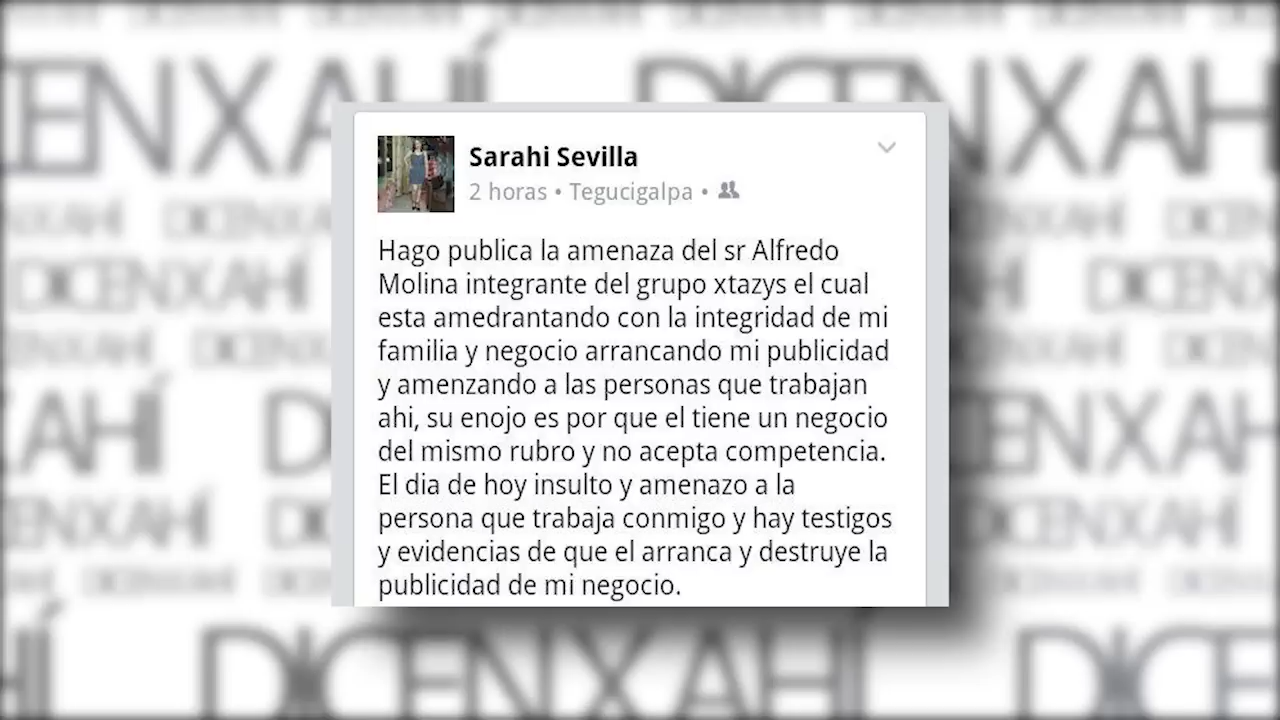 DICENXAHÍ
Sarahi Sevilla
2 horas • Tegucigalpa •
Hago publica la amenaza del sr Alfredo
Molina integrante del grupo xtazys el cual
esta amedrantando con la integridad de mi
familia y negocio arrancando mi publicidad
y amenzando a las personas que trabajan
ahi, su enojo es por que el tiene un negocio
del mismo rubro y no acepta competencia.
El dia de hoy insulto y amenazo a la
persona que trabaja conmigo y hay testigos
y evidencias de que el arranca y destruye la
publicidad de mi negocio.